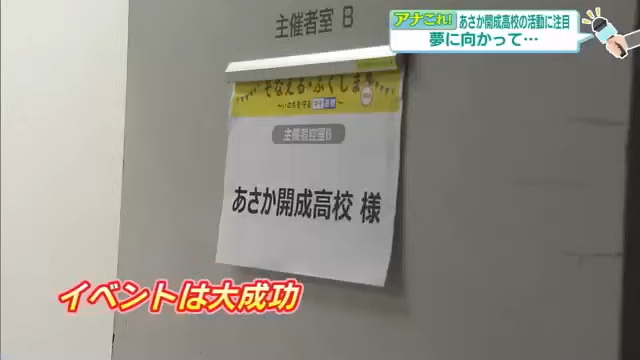 主催者室 B
アナこれ!
あさか開成高校の活動に注目
夢に向かって…
そなえる・ふくしま
主催者控室B
あさか開成高校 様
イベントは大成功